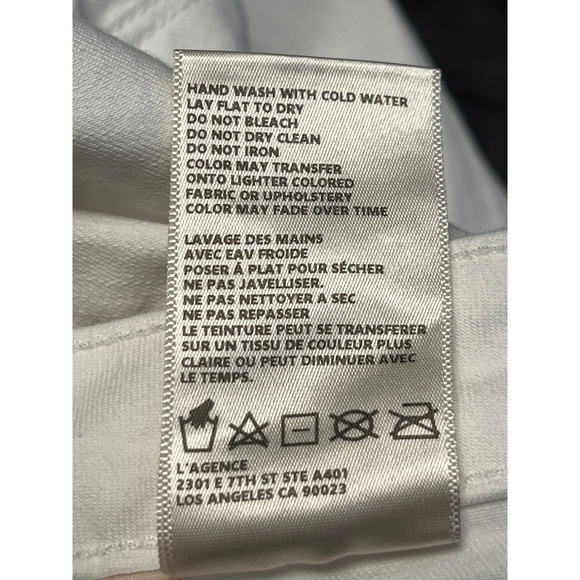 HAND WASH WITH COLD WATER
LAY FLAT TO DRY
DO NOT BLEACH
DO NOT DRY CLEAN
DO NOT IRON
COLOR MAY TRANSFER
ONTO LIGHTER COLORED
FABRIC OR UPHOLSTERY
COLOR MAY FADE OVER TIME
LAVAGE DES MAINS
AVEC EAV FROIDE
POSER Á PLAT POUR SÉCHER
NE PAS JAVELLISER.
NE PAS NETTOYER A SEC
NE PAS REPASSER
LE TEINTURE PEUT SE TRANSFERER
SUR UN TISSU DE COULEUR PLUS
CLAIRE OU PEUT DIMINUER AVEC
LE TEMPS.
L'AGENCE
2301 E 7TH ST STE A401
LOS ANGELES CA 90023